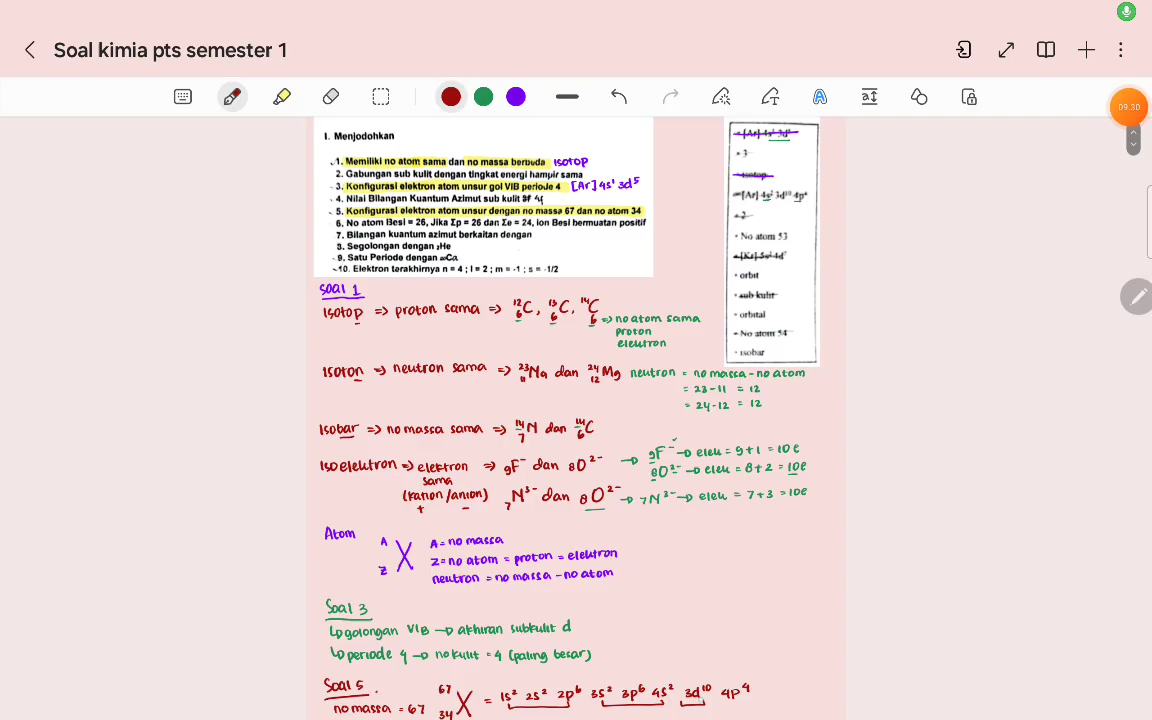 Soal kimia pts semester 1
09.30
I. Menjodohkan
1. Memiliki no atom sama dan no massa berbeda isotop
2. Gabungan sub kulit dengan tingkat energi hampir sama
3. Konfigurasi elektron atom unsur gol VIB periode 4 [Ar] 4s¹ 3d⁵
4. Nilai Bilangan Kuantum Azimut sub kulit
5. Konfigurasi elektron atom unsur dengan no massa 67 dan no atom 34
6. No atom Besi = 26, Jika Σp = 26 dan Σe = 24, ion Besi bermuatan positif
7. Bilangan kuantum azimut berkaitan dengan
8. Segolongan dengan ₂He
9. Satu Periode dengan ₂₀Ca
10. Elektron terakhirnya n = 4 ; l = 2 ; m = -1 ; s = -1/2
[Ar] 4s¹ 3d⁵
3
isotop
[Ar] 4s² 3d¹⁰ 4p⁴
2
No atom 53
[Kr] 5s² 4d⁷
orbit
sub kulit
orbital
No atom 54
isobar
Soal 1
Isotop => proton sama => ¹²₆C, ¹³₆C, ¹⁴₆C
=> no atom sama
proton
elektron
Isoton => neutron sama => ²³₁₁Na dan ²⁴₁₂Mg neutron = no massa - no atom
= 23-11 = 12
= 24-12 = 12
Isobar => no massa sama => ¹⁴₇N dan ¹⁴₆C
Isoelektron => elektron sama (kation/anion) + - => ₉F⁻ dan ₈O²⁻ → ₉F⁻ → elek = 9+1 = 10e
₈O²⁻ → elek = 8+2 = 10e
₇N³⁻ dan ₈O²⁻ → ₇N³⁻ → elek = 7+3 = 10e
Atom
A
Z X
A = no massa
Z = no atom = proton = elektron
neutron = no massa - no atom
Soal 3
↳ golongan VIB → akhiran subkulit d
↳ periode 4 → no kulit = 4 (paling besar)
Soal 5
no massa = 67 ⁶⁷₃₄X = 1s² 2s² 2p⁶ 3s² 3p⁶ 4s² 3d¹⁰ 4p⁴